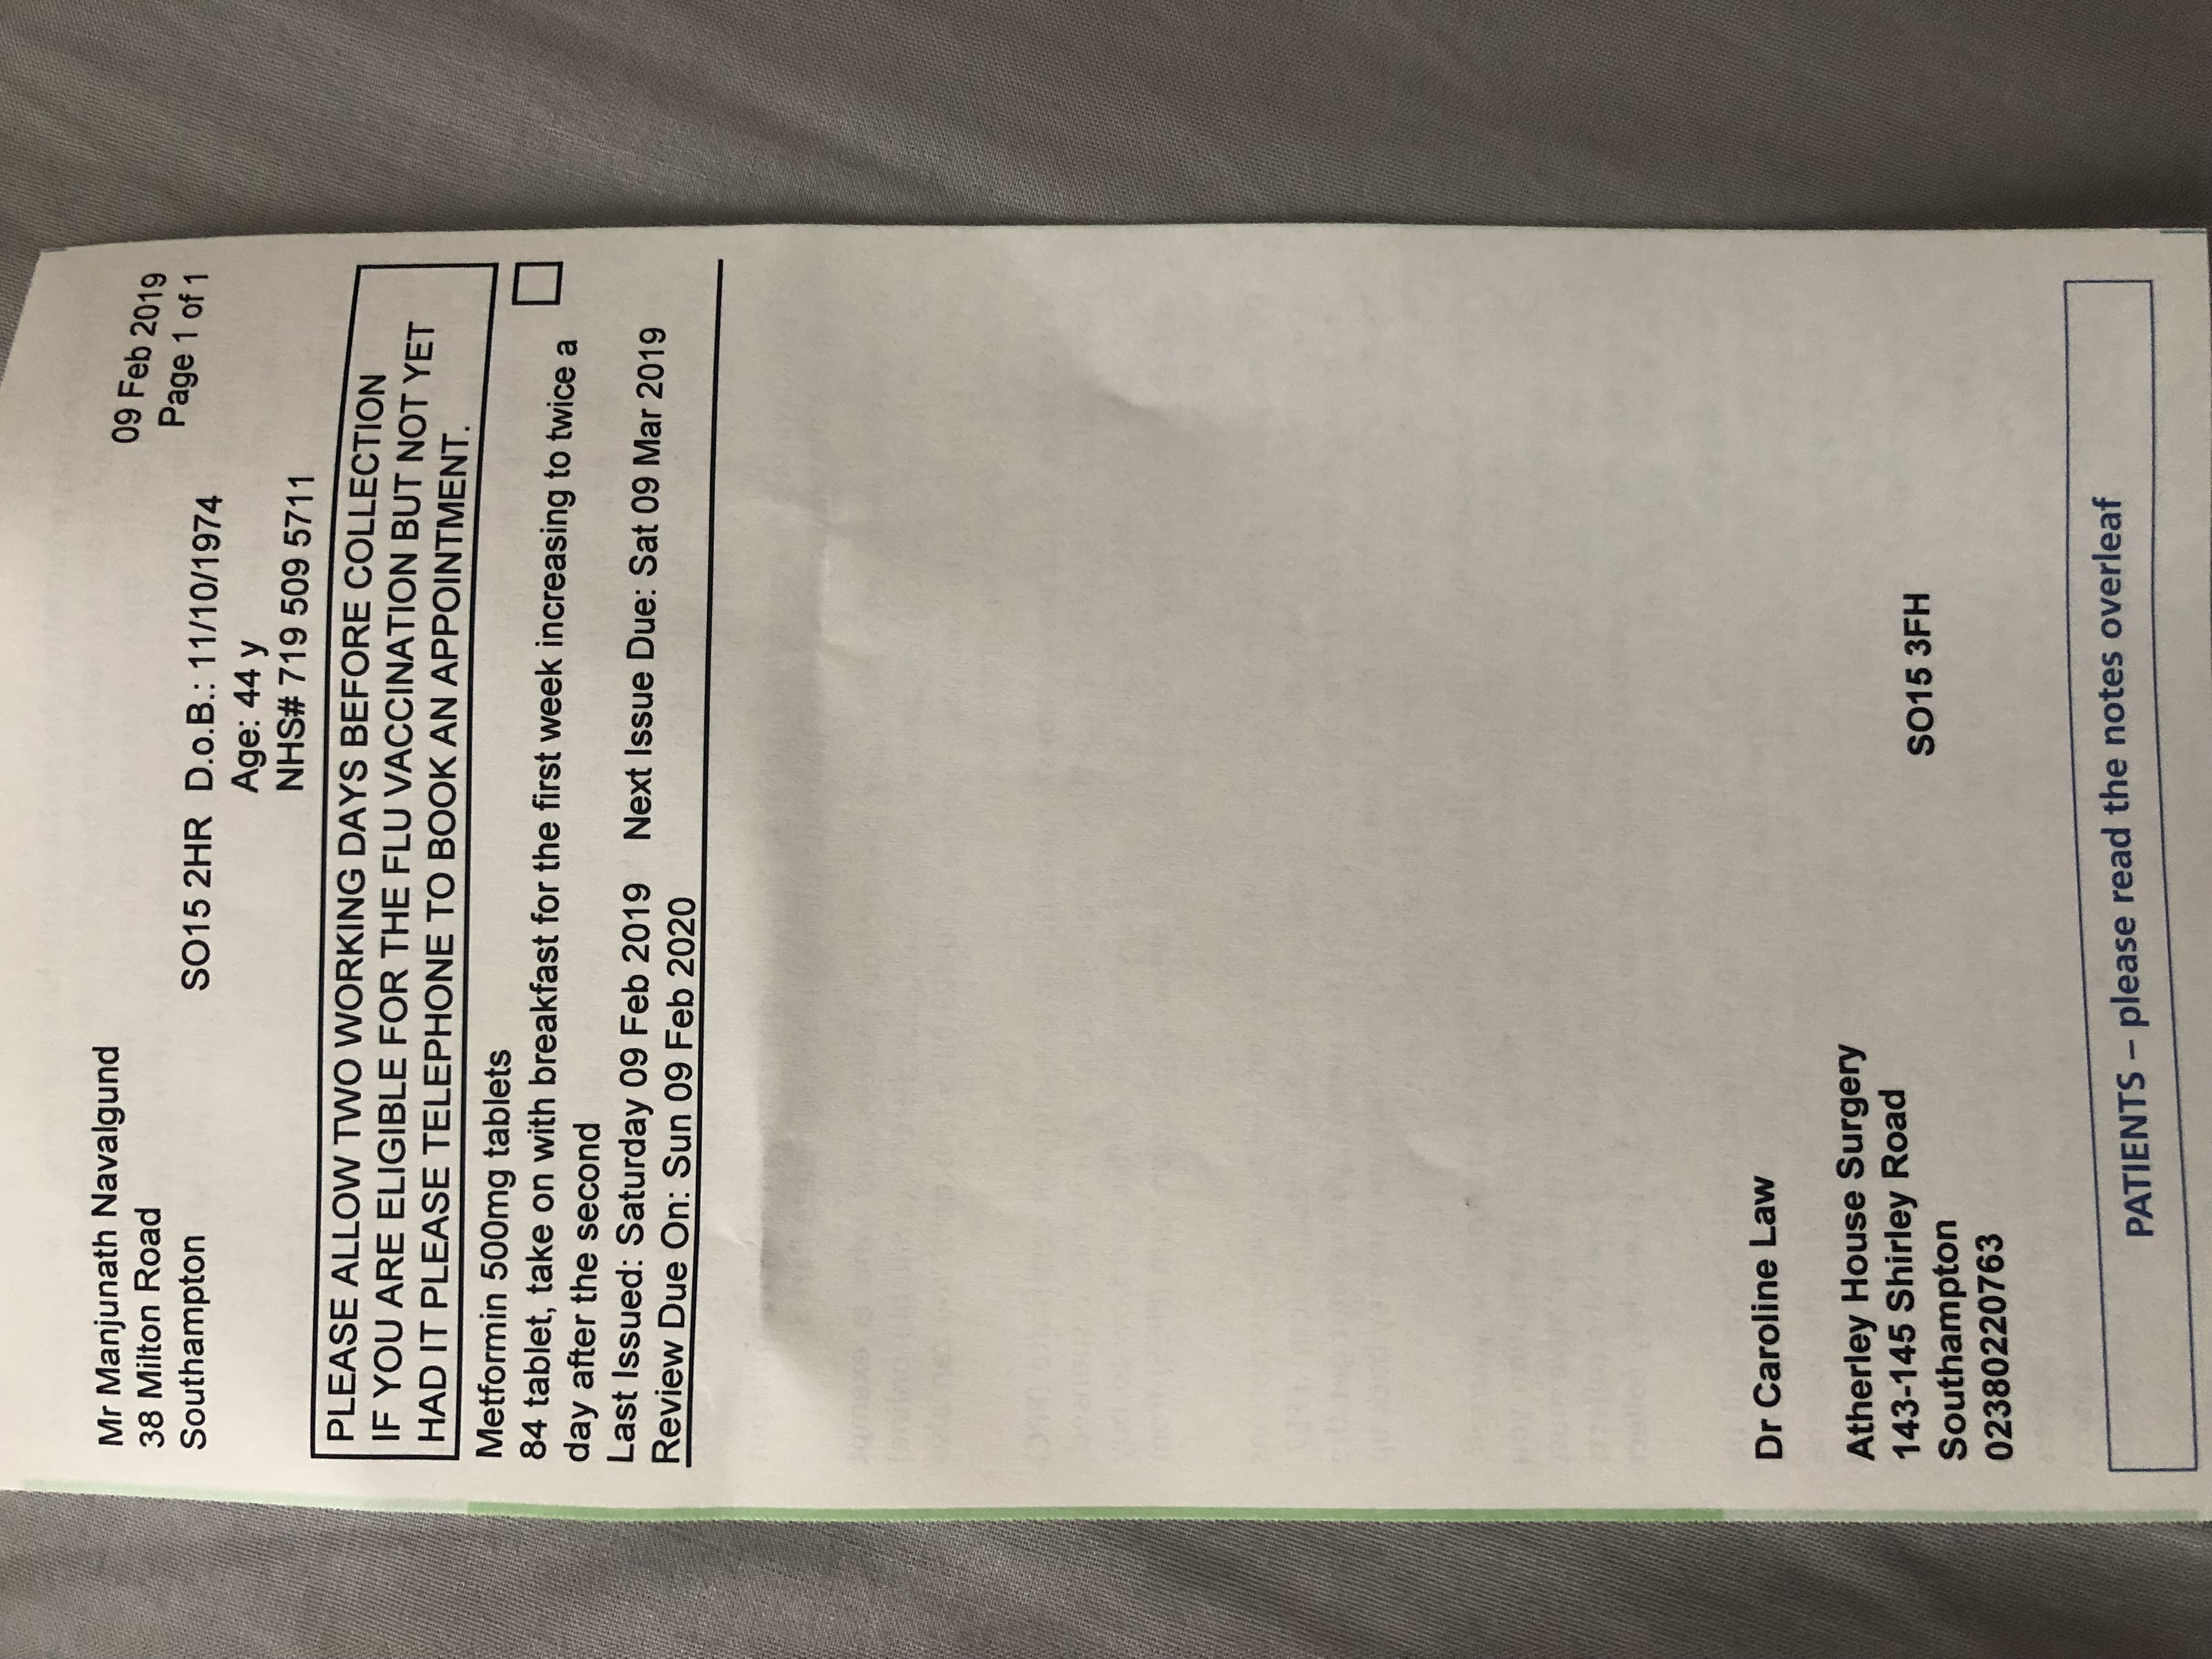 Mr Manjunath Navalgund
38 Milton Road
Southampton
SO15 2HR
09 Feb 2019
Page 1 of 1
D.o.B.: 11/10/1974
Age: 44 y
NHS# 719 509 5711
PLEASE ALLOW TWO WORKING DAYS BEFORE COLLECTION
IF YOU ARE ELIGIBLE FOR THE FLU VACCINATION BUT NOT YET
HAD IT PLEASE TELEPHONE TO BOOK AN APPOINTMENT.
Metformin 500mg tablets
84 tablet, take on with breakfast for the first week increasing to twice a
day after the second
Last Issued: Saturday 09 Feb 2019 Next Issue Due: Sat 09 Mar 2019
Review Due On: Sun 09 Feb 2020
Dr Caroline Law
Atherley House Surgery
143-145 Shirley Road
Southampton
SO15 3FH
02380220763
PATIENTS – please read the notes overleaf